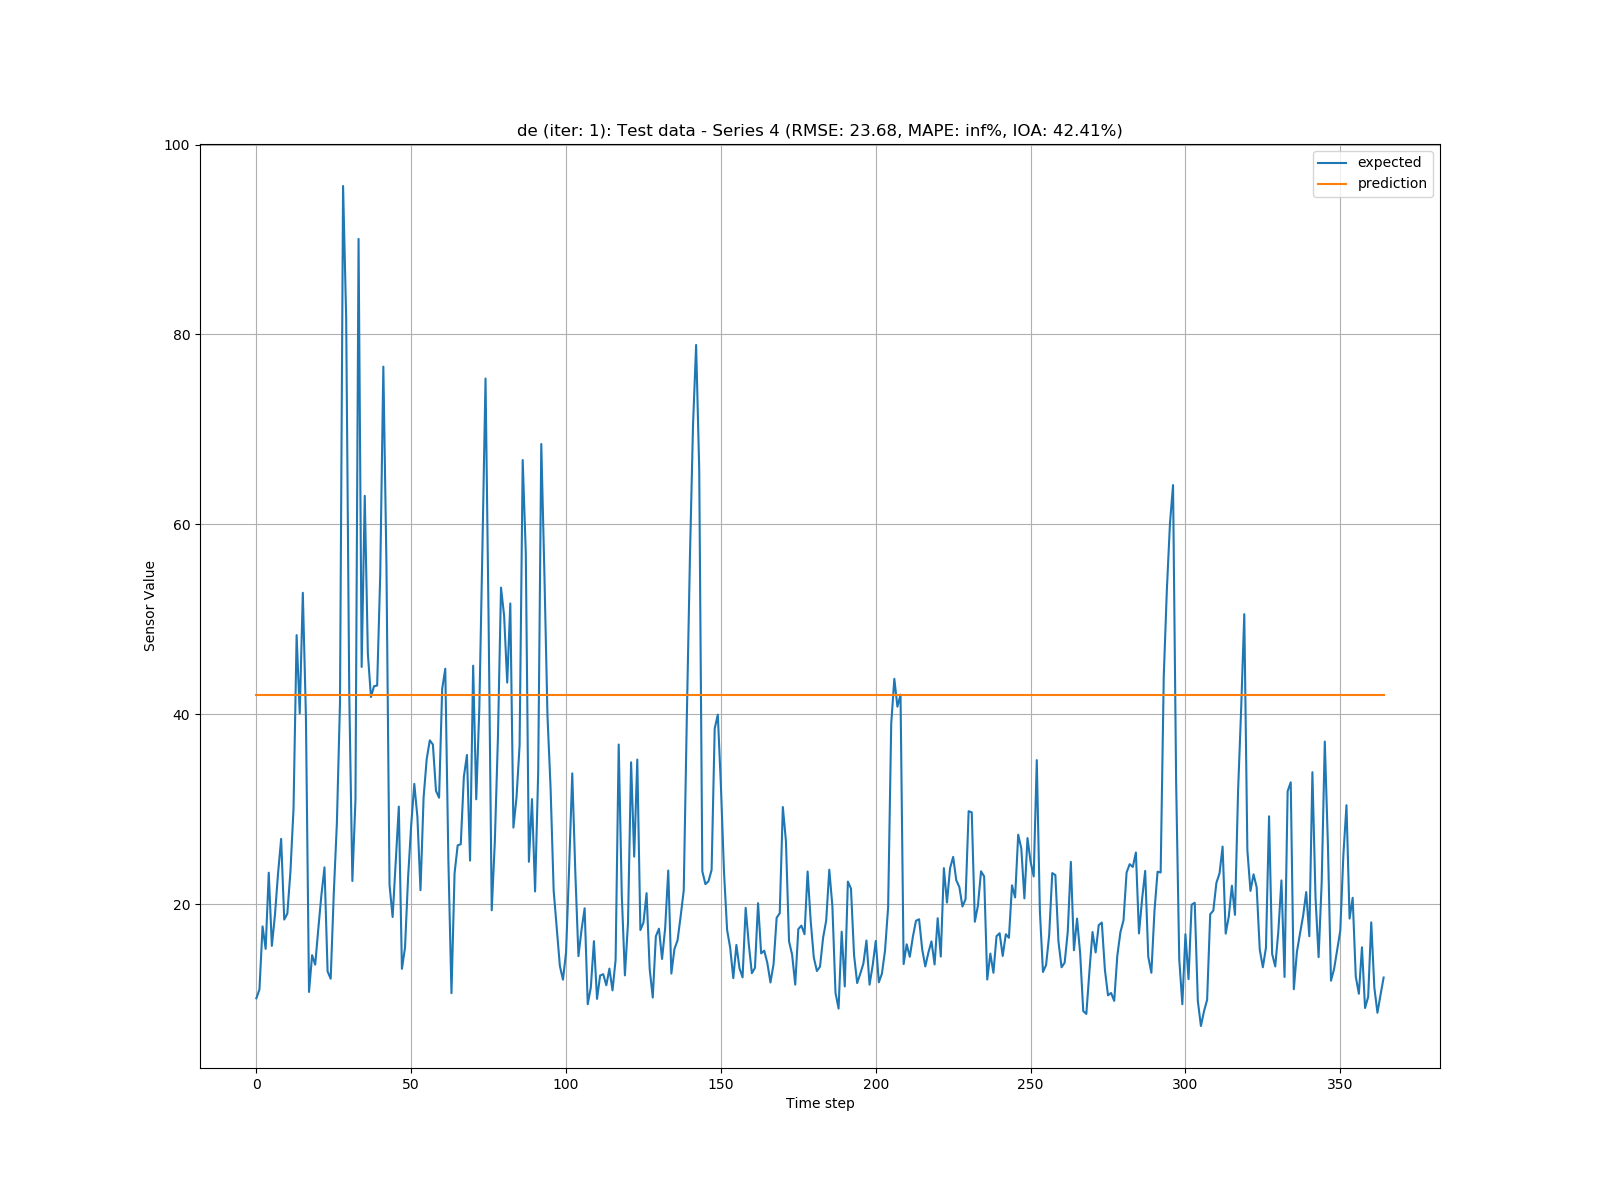 de (iter: 1): Test data - Series 4 (RMSE: 23.68, MAPE: inf%, IOA: 42.41%)
expected
prediction
100
80
60
40
20
Sensor Value
0 50 100 150 200 250 300 350
Time step